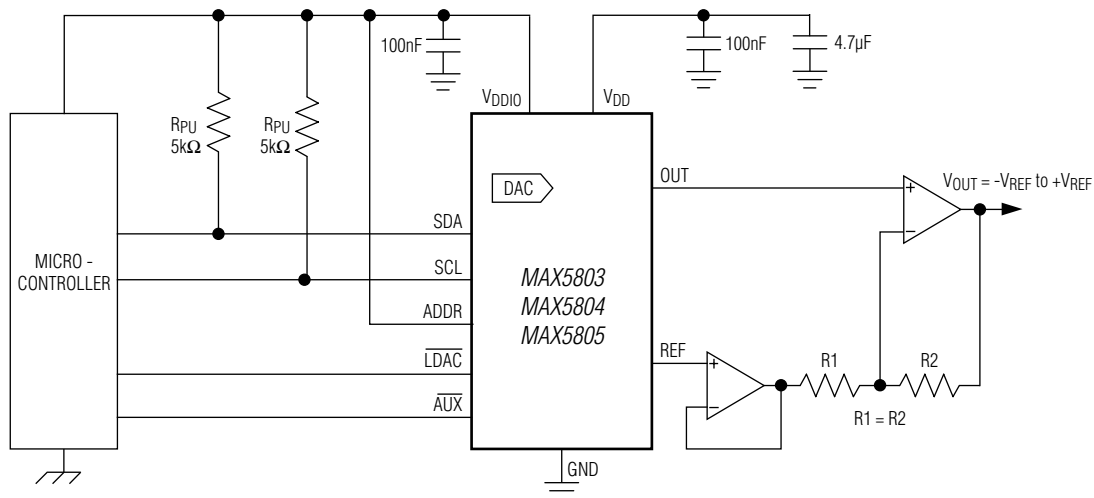 100nF
100nF
4.7µF
VDDIO
VDD
RPU
5kΩ
RPU
5kΩ
DAC
OUT
VOUT = -VREF to +VREF
+
–
SDA
MICRO -
CONTROLLER
SCL
MAX5803
MAX5804
MAX5805
ADDR
REF
LDAC
+
–
R1
R2
AUX
R1 = R2
GND